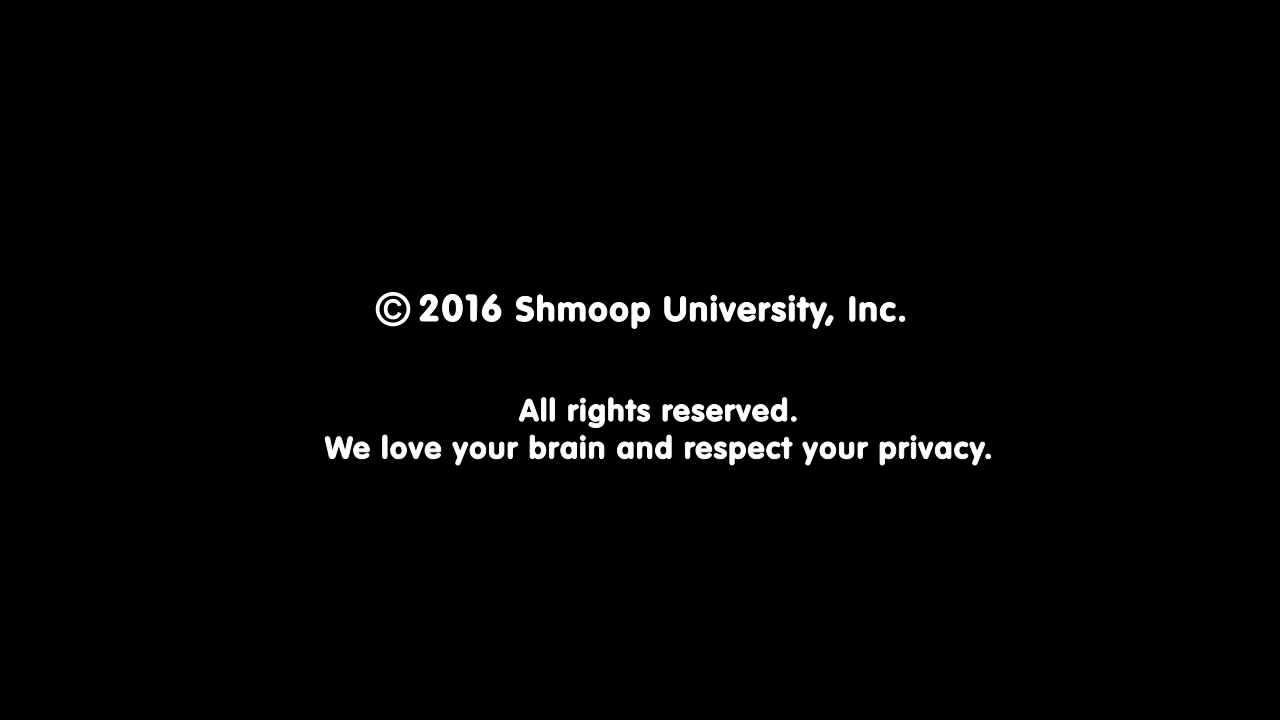 © 2016 Shmoop University, Inc.
All rights reserved.
We love your brain and respect your privacy.